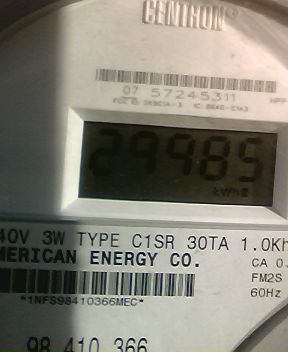 CENTRON®
07 57245311
29985
kWh
40V 3W TYPE C1SR 30TA 1.0Kh
MERICAN ENERGY CO.
CA 0.
*1NFS98410366MEC*
FM2S
60Hz
98 410 366